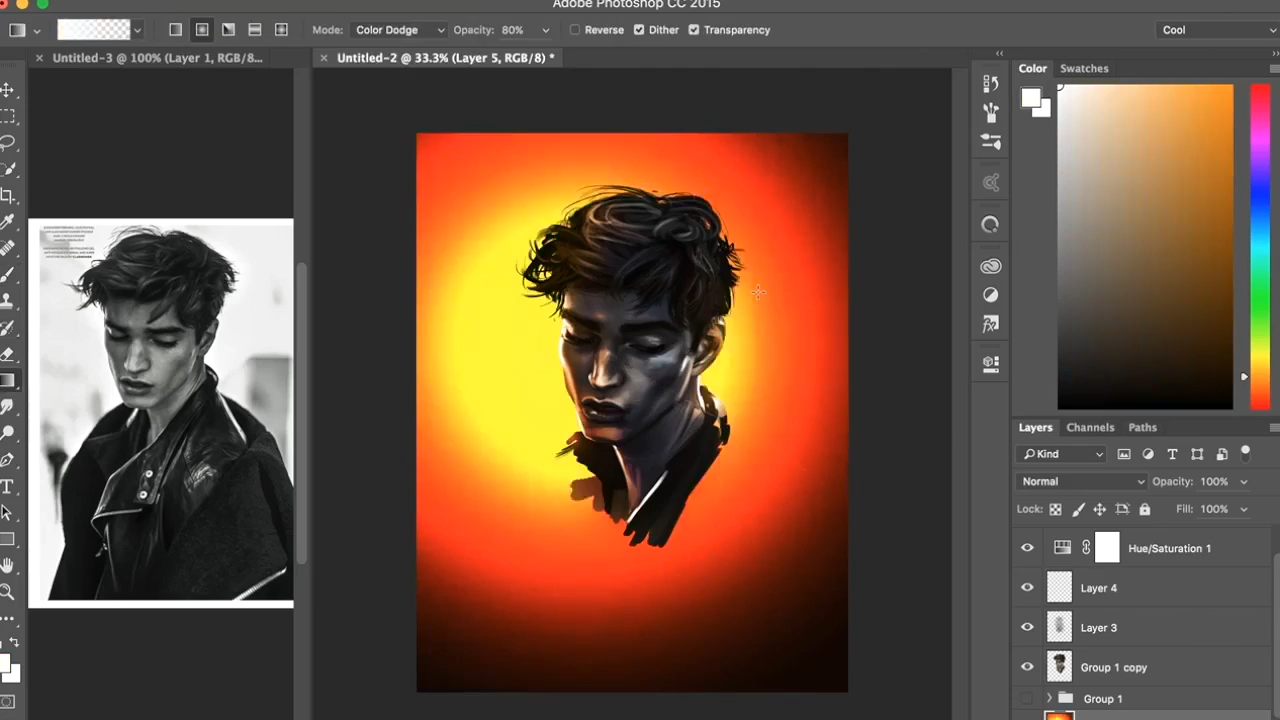 Adobe Photoshop CC 2015
Mode: Color Dodge Opacity: 80% Reverse Dither Transparency Cool
Untitled-3 @ 100% (Layer 1, RGB/8... Untitled-2 @ 33.3% (Layer 5, RGB/8) *
Color Swatches
Layers Channels Paths
Kind
Normal Opacity: 100%
Lock: Fill: 100%
Hue/Saturation 1
Layer 4
Layer 3
Group 1 copy
Group 1